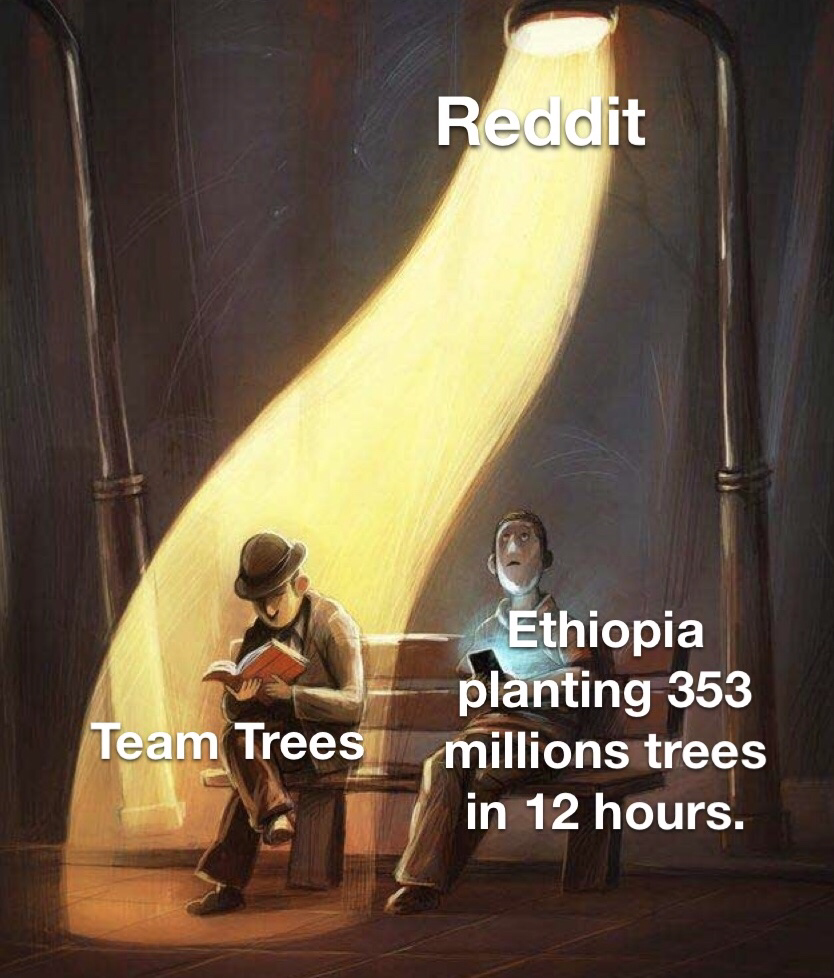 Reddit
Team Trees
Ethiopia
planting 353
millions trees
in 12 hours.